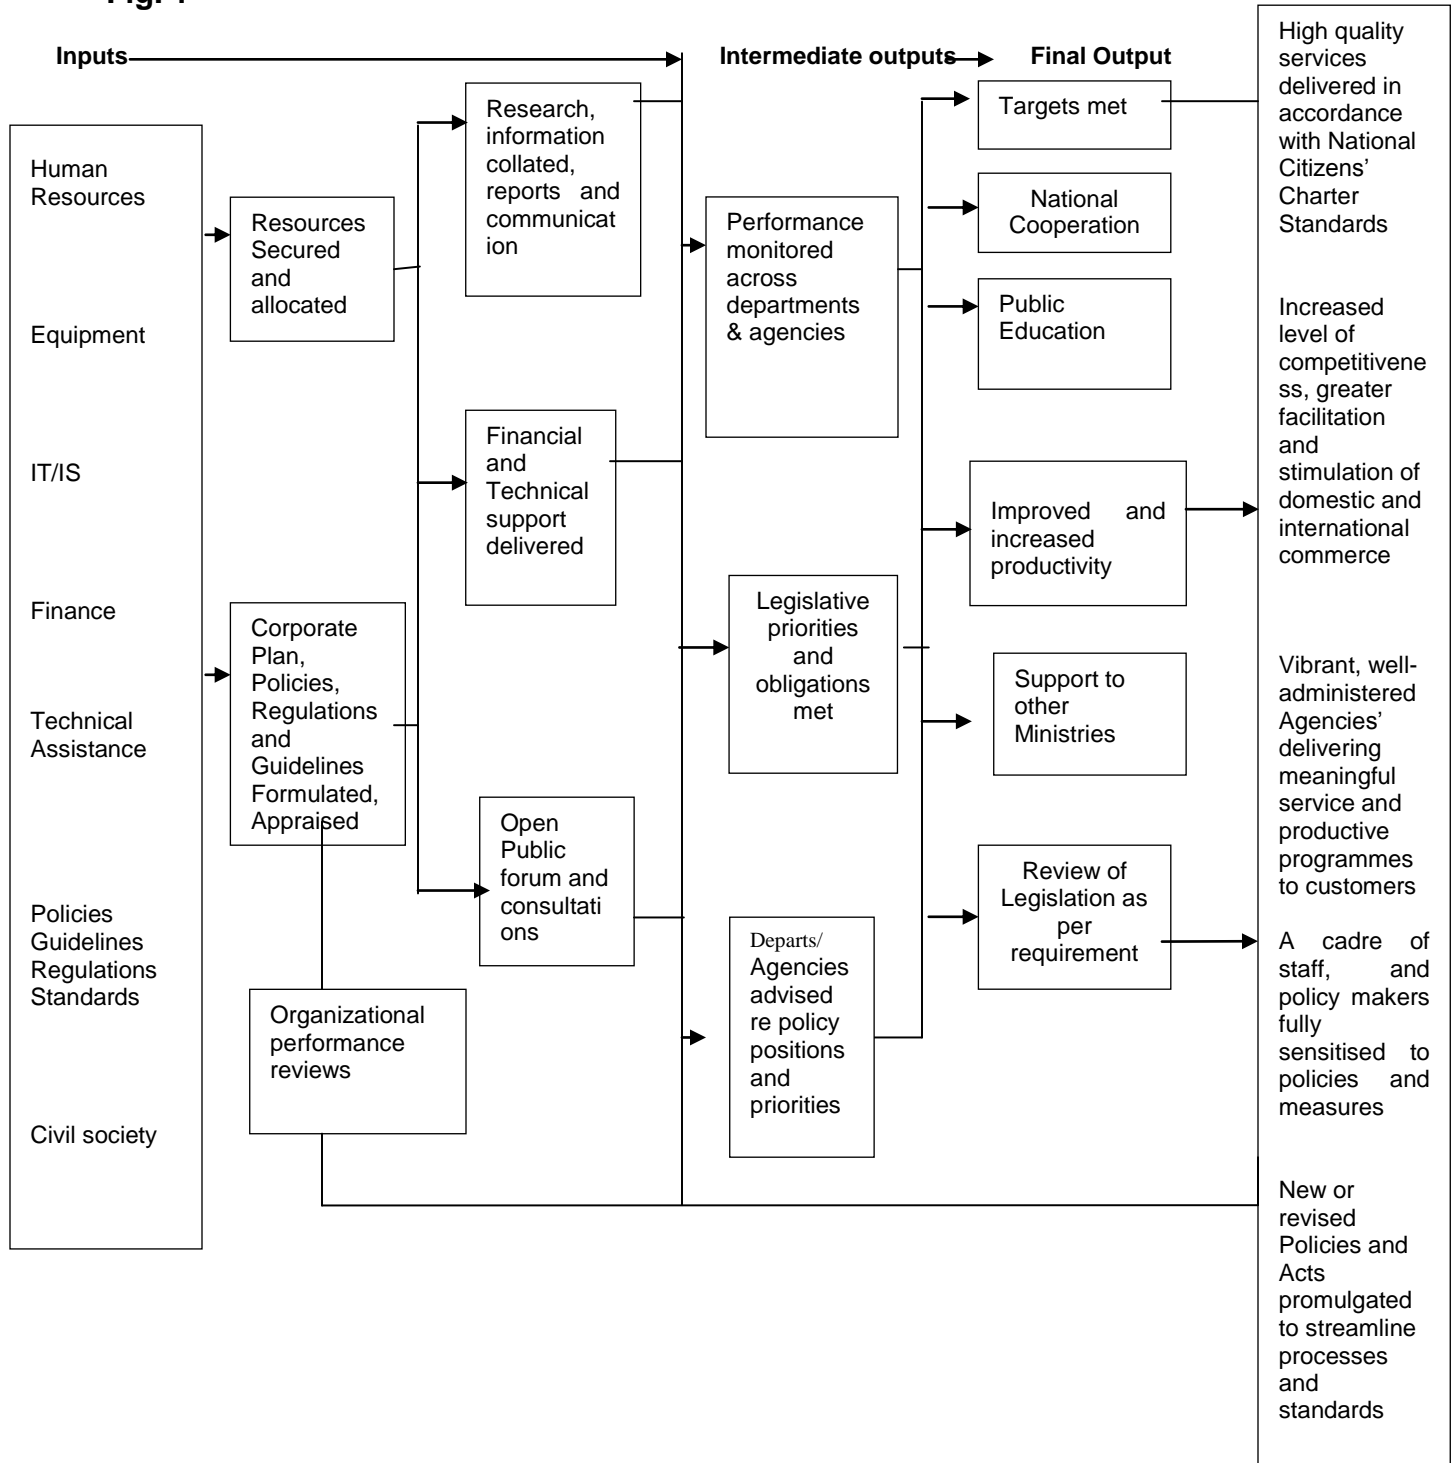 Inputs
Intermediate outputs
Final Output
Human
Resources
Equipment
IT/IS
Finance
Technical
Assistance
Policies
Guidelines
Regulations
Standards
Civil society
Resources
Secured
and
allocated
Corporate
Plan,
Policies,
Regulations
and
Guidelines
Formulated,
Appraised
Organizational
performance
reviews
Research,
information
collated,
reports and
communicat
ion
Financial
and
Technical
support
delivered
Open
Public
forum and
consultati
ons
Performance
monitored
across
departments
& agencies
Legislative
priorities
and
obligations
met
Departs/
Agencies
advised
re policy
positions
and
priorities
Targets met
National
Cooperation
Public
Education
Improved and
increased
productivity
Support to
other
Ministries
Review of
Legislation as
per
requirement
High quality
services
delivered in
accordance
with National
Citizens’
Charter
Standards
Increased
level of
competitivene
ss, greater
facilitation
and
stimulation of
domestic and
international
commerce
Vibrant, well-
administered
Agencies’
delivering
meaningful
service and
productive
programmes
to customers
A cadre of
staff, and
policy makers
fully
sensitised to
policies and
measures
New or
revised
Policies and
Acts
promulgated
to streamline
processes
and
standards